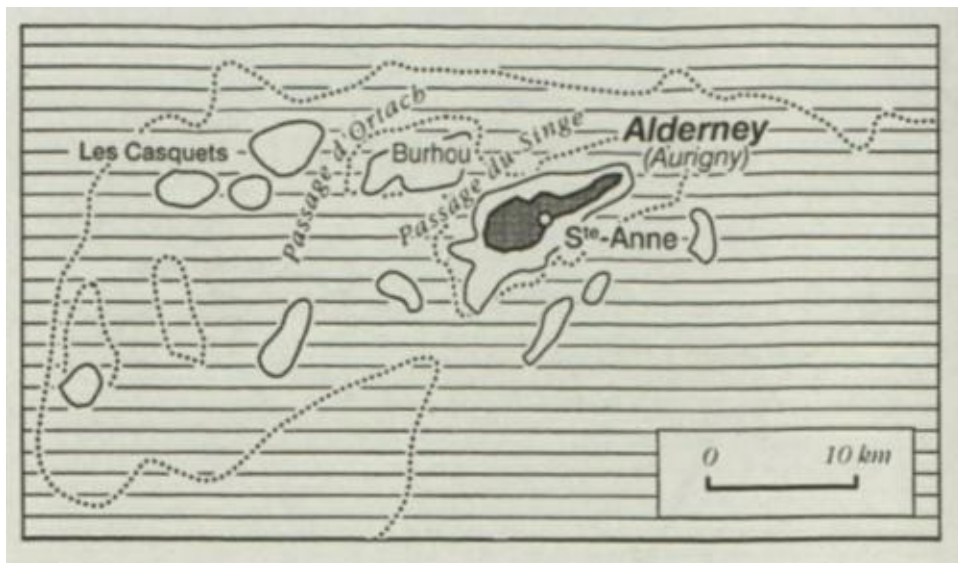 Passage d'Ortach
Alderney
(Aurigny)
Les Casquets
Burhou
Passage du Singe
Ste-Anne
0 10 km